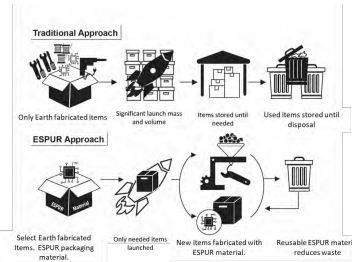 Traditional Approach
Only Earth fabricated items
Significant launch mass
and volume
Items stored until
needed
Used items stored until
disposal
ESPUR Approach
ESPUR
Material
Select Earth fabricated
Items. ESPUR packaging
material.
Only needed items
launched
New Items fabricated with
ESPUR material.
Reusable ESPUR materi
reduces waste